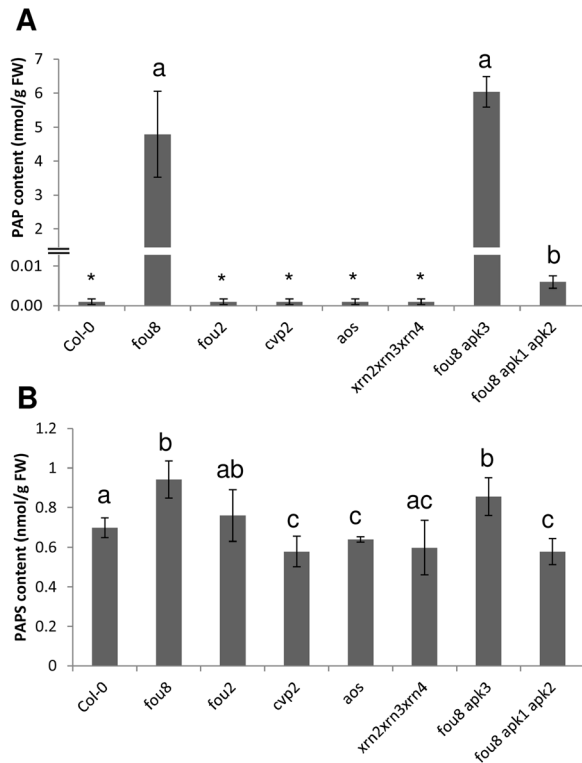 A
PAP content (nmol/g FW)
7
6
5
4
3
2
0.01
0.00
* a * * * * a b
Col-0 fou8 fou2 cvp2 aos xrn2xrn3xrn4 fou8 apk3 fou8 apk1 apk2
B
PAPS content (nmol/g FW)
1.2
1
0.8
0.6
0.4
0.2
0
a b ab c c ac b c
Col-0 fou8 fou2 cvp2 aos xrn2xrn3xrn4 fou8 apk3 fou8 apk1 apk2